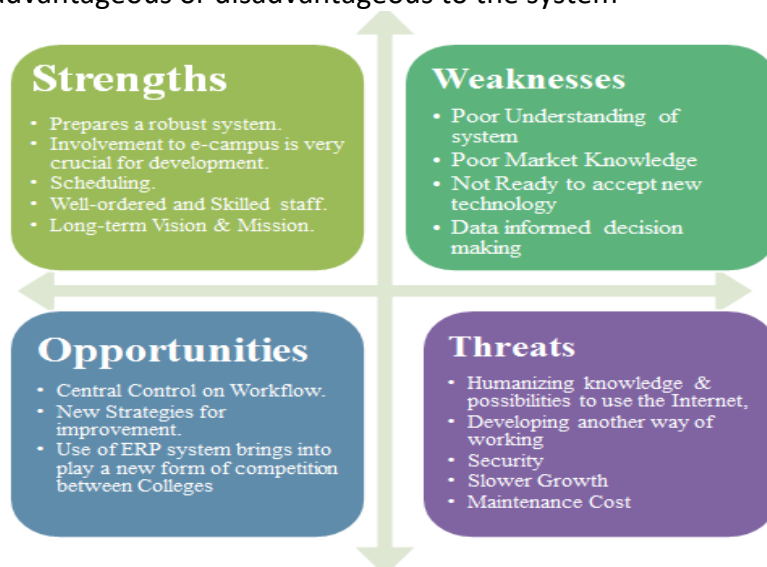 advantageous or disadvantageous to the system
Strengths
• Prepares a robust system.
• Involvement to e-campus is very
crucial for development.
• Scheduling.
• Well-ordered and Skilled staff.
• Long-term Vision & Mission.
Weaknesses
• Poor Understanding of
system
• Poor Market Knowledge
• Not Ready to accept new
technology
• Data informed decision
making
Opportunities
• Central Control on Workflow.
• New Strategies for
improvement.
• Use of ERP system brings into
play a new form of competition
between Colleges
Threats
• Humanizing knowledge &
possibilities to use the Internet,
• Developing another way of
working
• Security
• Slower Growth
• Maintenance Cost